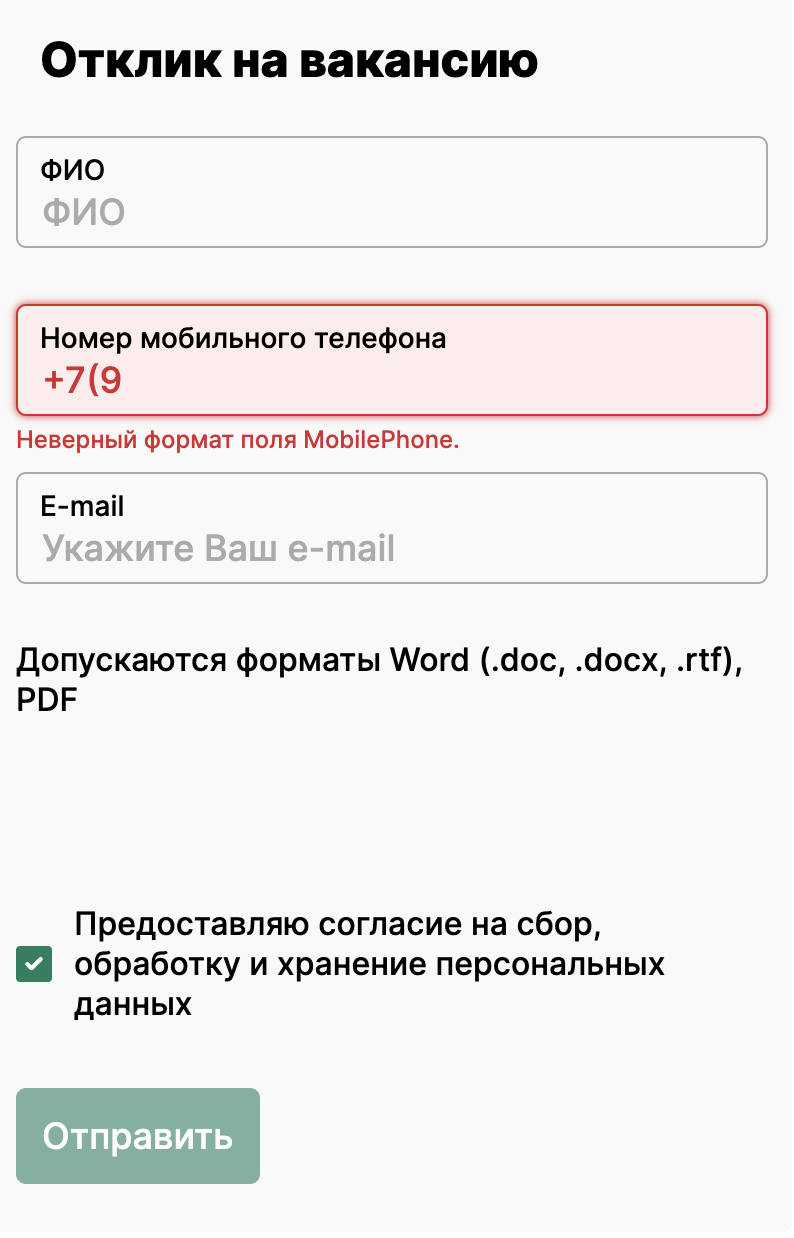 Отклик на вакансию
ФИО
ФИО
Номер мобильного телефона
+7(9
Неверный формат поля MobilePhone.
E-mail
Укажите Ваш e-mail
Допускаются форматы Word (.doc, .docx, .rtf),
PDF
Предоставляю согласие на сбор,
обработку и хранение персональных
данных
Отправить